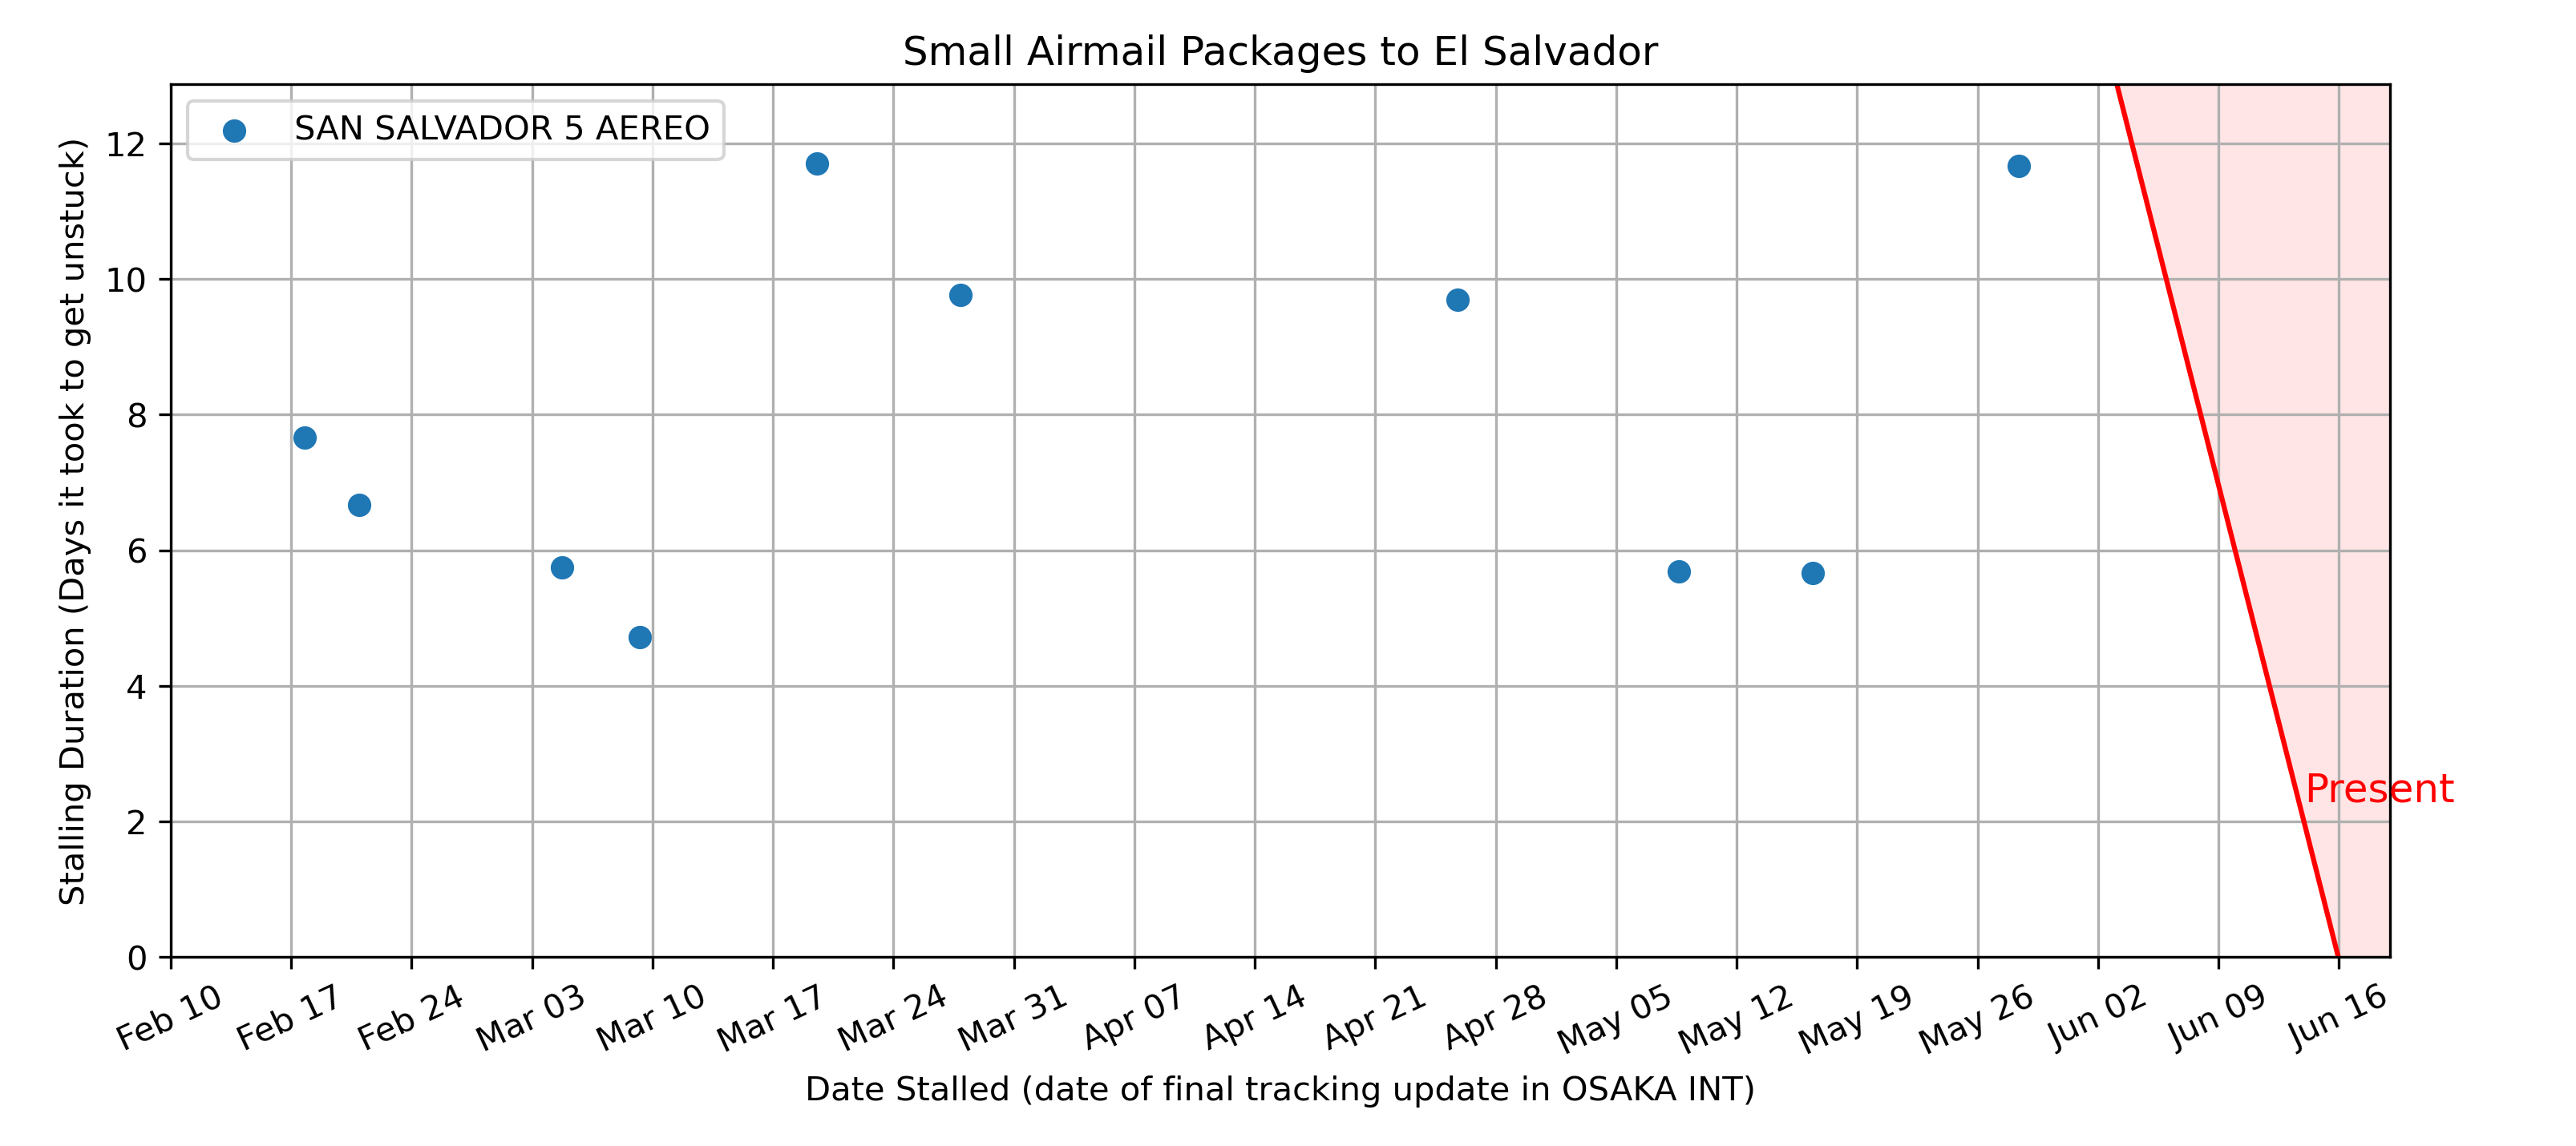 Small Airmail Packages to El Salvador
SAN SALVADOR 5 AEREO
Stalling Duration (Days it took to get unstuck)
12
10
8
6
4
2
0
Present
Feb 10
Feb 17
Feb 24
Mar 03
Mar 10
Mar 17
Mar 24
Mar 31
Apr 07
Apr 14
Apr 21
Apr 28
May 05
May 12
May 19
May 26
Jun 02
Jun 09
Jun 16
Date Stalled (date of final tracking update in OSAKA INT)